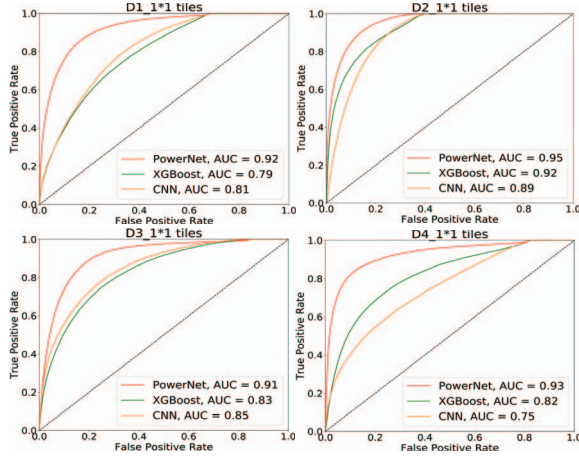 D1_1*1 tiles
1.0
0.8
0.6
0.4
0.2
0.0
True Positive Rate
PowerNet, AUC = 0.92
XGBoost, AUC = 0.79
CNN, AUC = 0.81
0.0 0.2 0.4 0.6 0.8 1.0
False Positive Rate
D2_1*1 tiles
1.0
0.8
0.6
0.4
0.2
0.0
True Positive Rate
PowerNet, AUC = 0.95
XGBoost, AUC = 0.92
CNN, AUC = 0.89
0.0 0.2 0.4 0.6 0.8 1.0
False Positive Rate
D3_1*1 tiles
1.0
0.8
0.6
0.4
0.2
0.0
True Positive Rate
PowerNet, AUC = 0.91
XGBoost, AUC = 0.83
CNN, AUC = 0.85
0.0 0.2 0.4 0.6 0.8 1.0
False Positive Rate
D4_1*1 tiles
1.0
0.8
0.6
0.4
0.2
0.0
True Positive Rate
PowerNet, AUC = 0.93
XGBoost, AUC = 0.82
CNN, AUC = 0.75
0.0 0.2 0.4 0.6 0.8 1.0
False Positive Rate